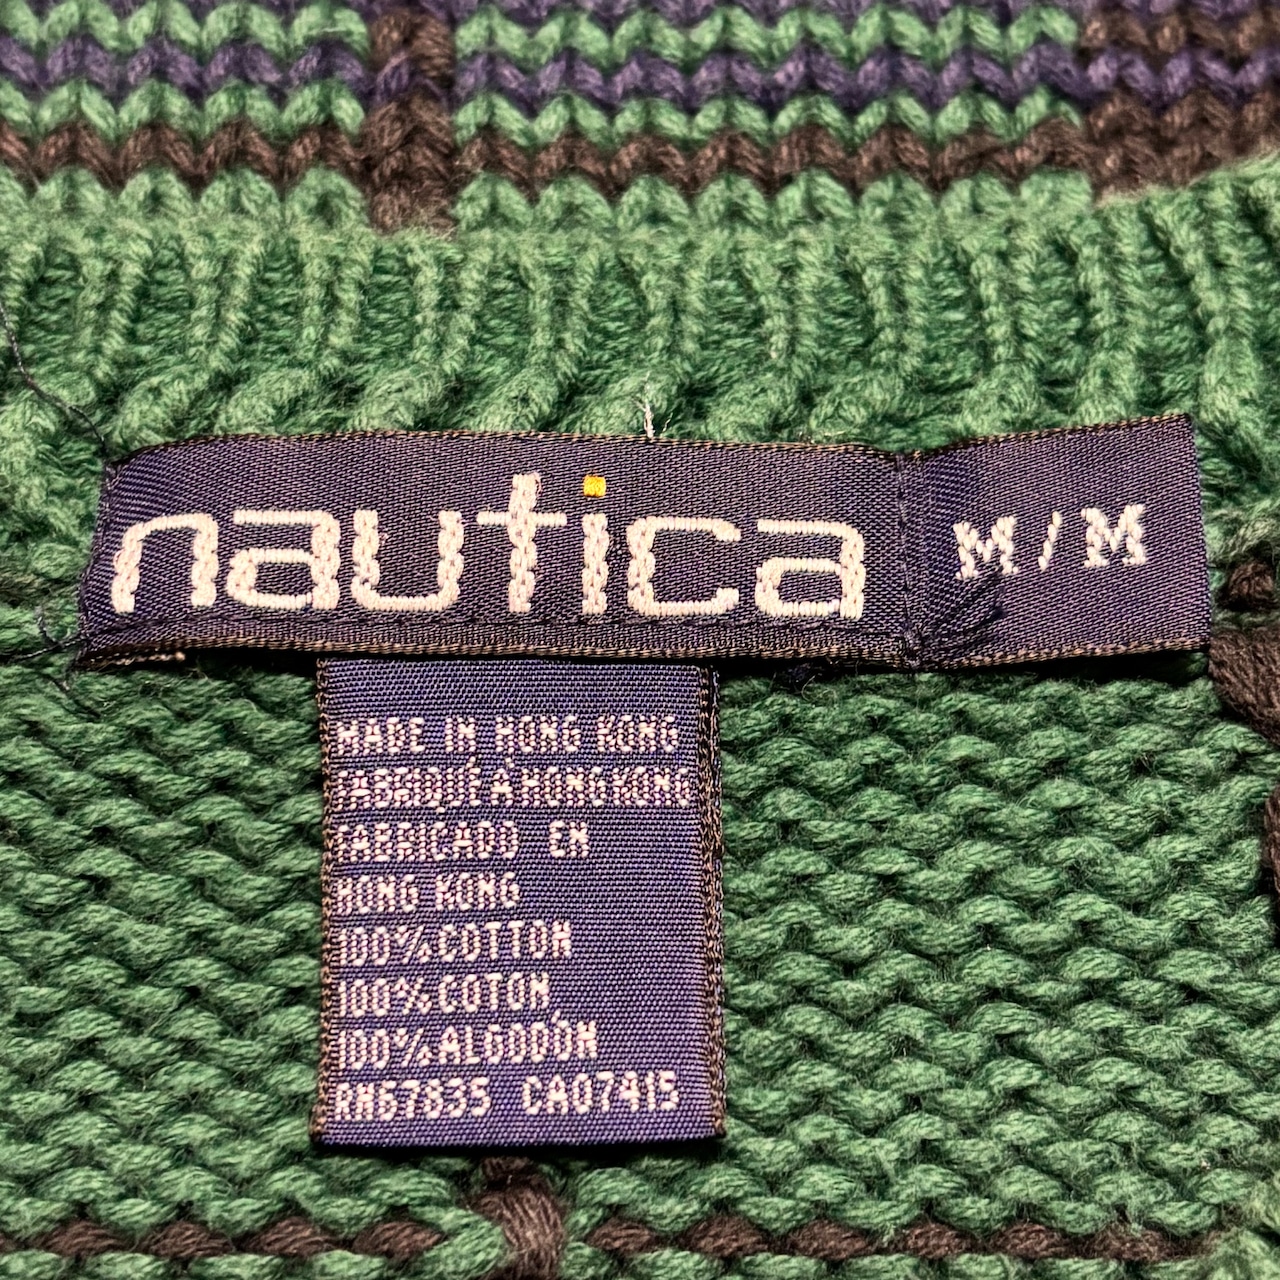 nautica
M/M
MADE IN HONG KONG
FABRIQUÉ À HONG KONG
FABRICADO EN
HONG KONG
100% COTTON
100% COTON
100% ALGODÓN
RN67835 CA07415